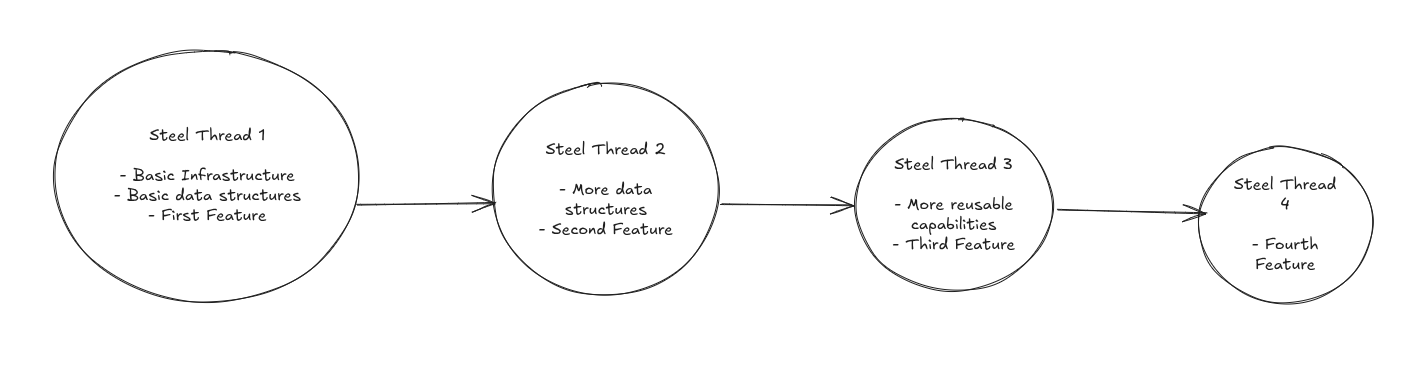 Steel Thread 1
- Basic Infrastructure
- Basic data structures
- First Feature
Steel Thread 2
- More data
structures
- Second Feature
Steel Thread 3
- More reusable
capabilities
- Third Feature
Steel Thread
4
- Fourth
Feature